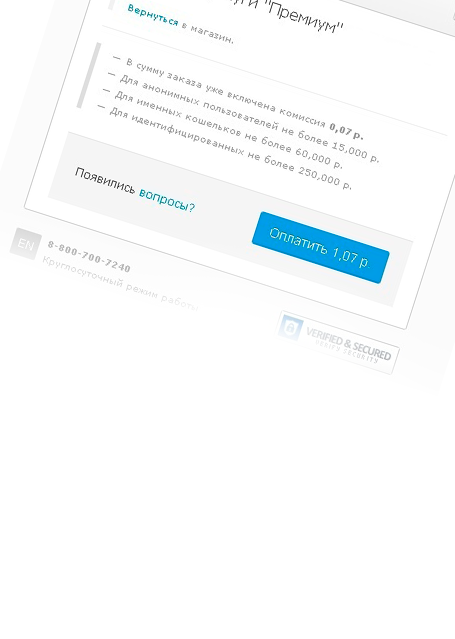 "Премиум"
Вернуться в магазин.
— В сумму заказа уже включена комиссия 0,07 р.
— Для анонимных пользователей не более 15,000 р.
— Для именных кошельков не более 60,000 р.
— Для идентифицированных не более 250,000 р.
Появились вопросы?
Оплатить 1,07 р
EN
8-800-700-7240
Круглосуточный режим работы
VERIFIED & SECURED
SECURITY